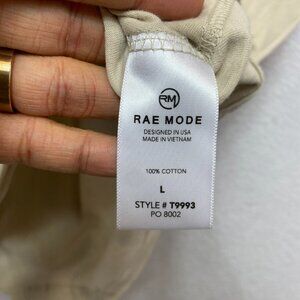 RM
RAE MODE
DESIGNED IN USA
MADE IN VIETNAM
100% COTTON
L
STYLE # T9993
PO 8002